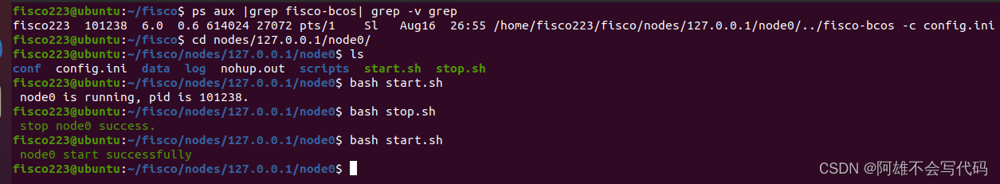 fisco223@ubuntu:~/fisco$ ps aux |grep fisco-bcos| grep -v grep
fisco223  101238  6.0  0.6 614024 27072 pts/1    Sl   Aug16  26:55 /home/fisco223/fisco/nodes/127.0.0.1/node0/../fisco-bcos -c config.ini
fisco223@ubuntu:~/fisco$ cd nodes/127.0.0.1/node0/
fisco223@ubuntu:~/fisco/nodes/127.0.0.1/node0$ ls
conf  config.ini  data  log  nohup.out  scripts  start.sh  stop.sh
fisco223@ubuntu:~/fisco/nodes/127.0.0.1/node0$ bash start.sh
 node0 is running, pid is 101238.
fisco223@ubuntu:~/fisco/nodes/127.0.0.1/node0$ bash stop.sh
 stop node0 success.
fisco223@ubuntu:~/fisco/nodes/127.0.0.1/node0$ bash start.sh
 node0 start successfully
fisco223@ubuntu:~/fisco/nodes/127.0.0.1/node0$
CSDN @阿雄不会写代码